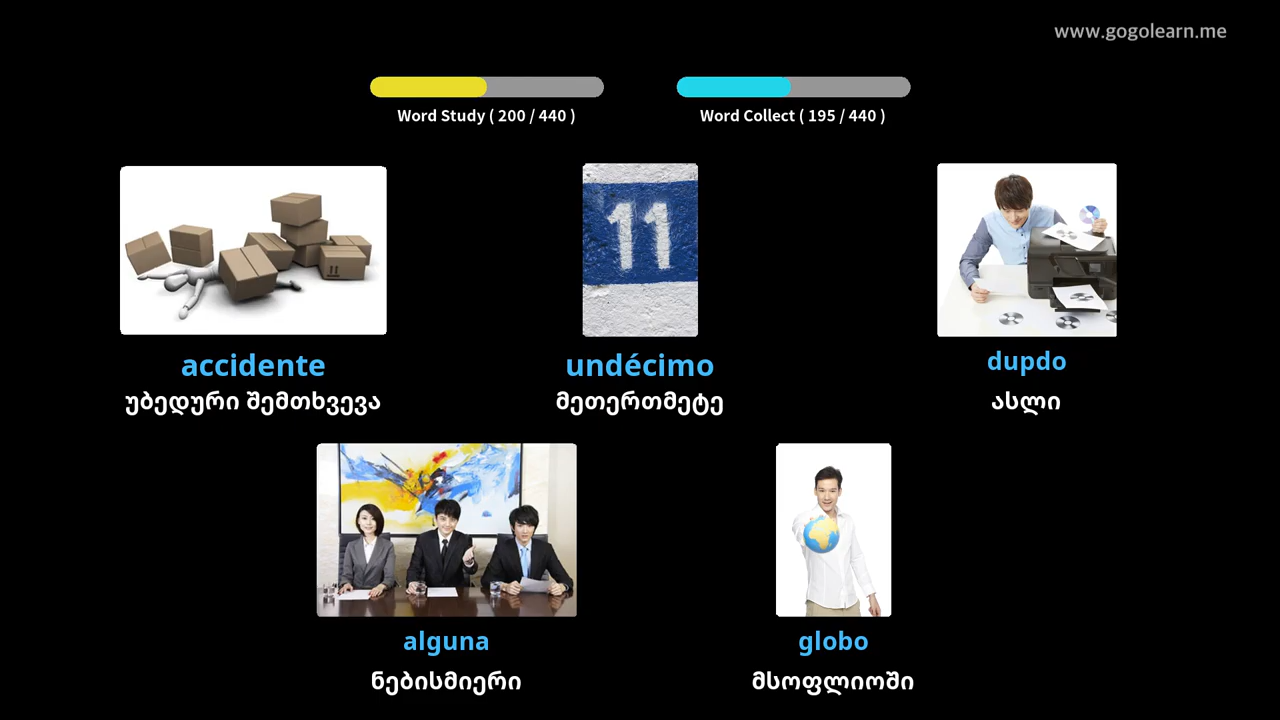 www.gogolearn.me
Word Study ( 200 / 440 )
Word Collect ( 195 / 440 )
11
accidente
undécimo
dupdo
უბედური შემთხვევა
მეთერთმეტე
ასლი
alguna
globo
ნებისმიერი
მსოფლიოში